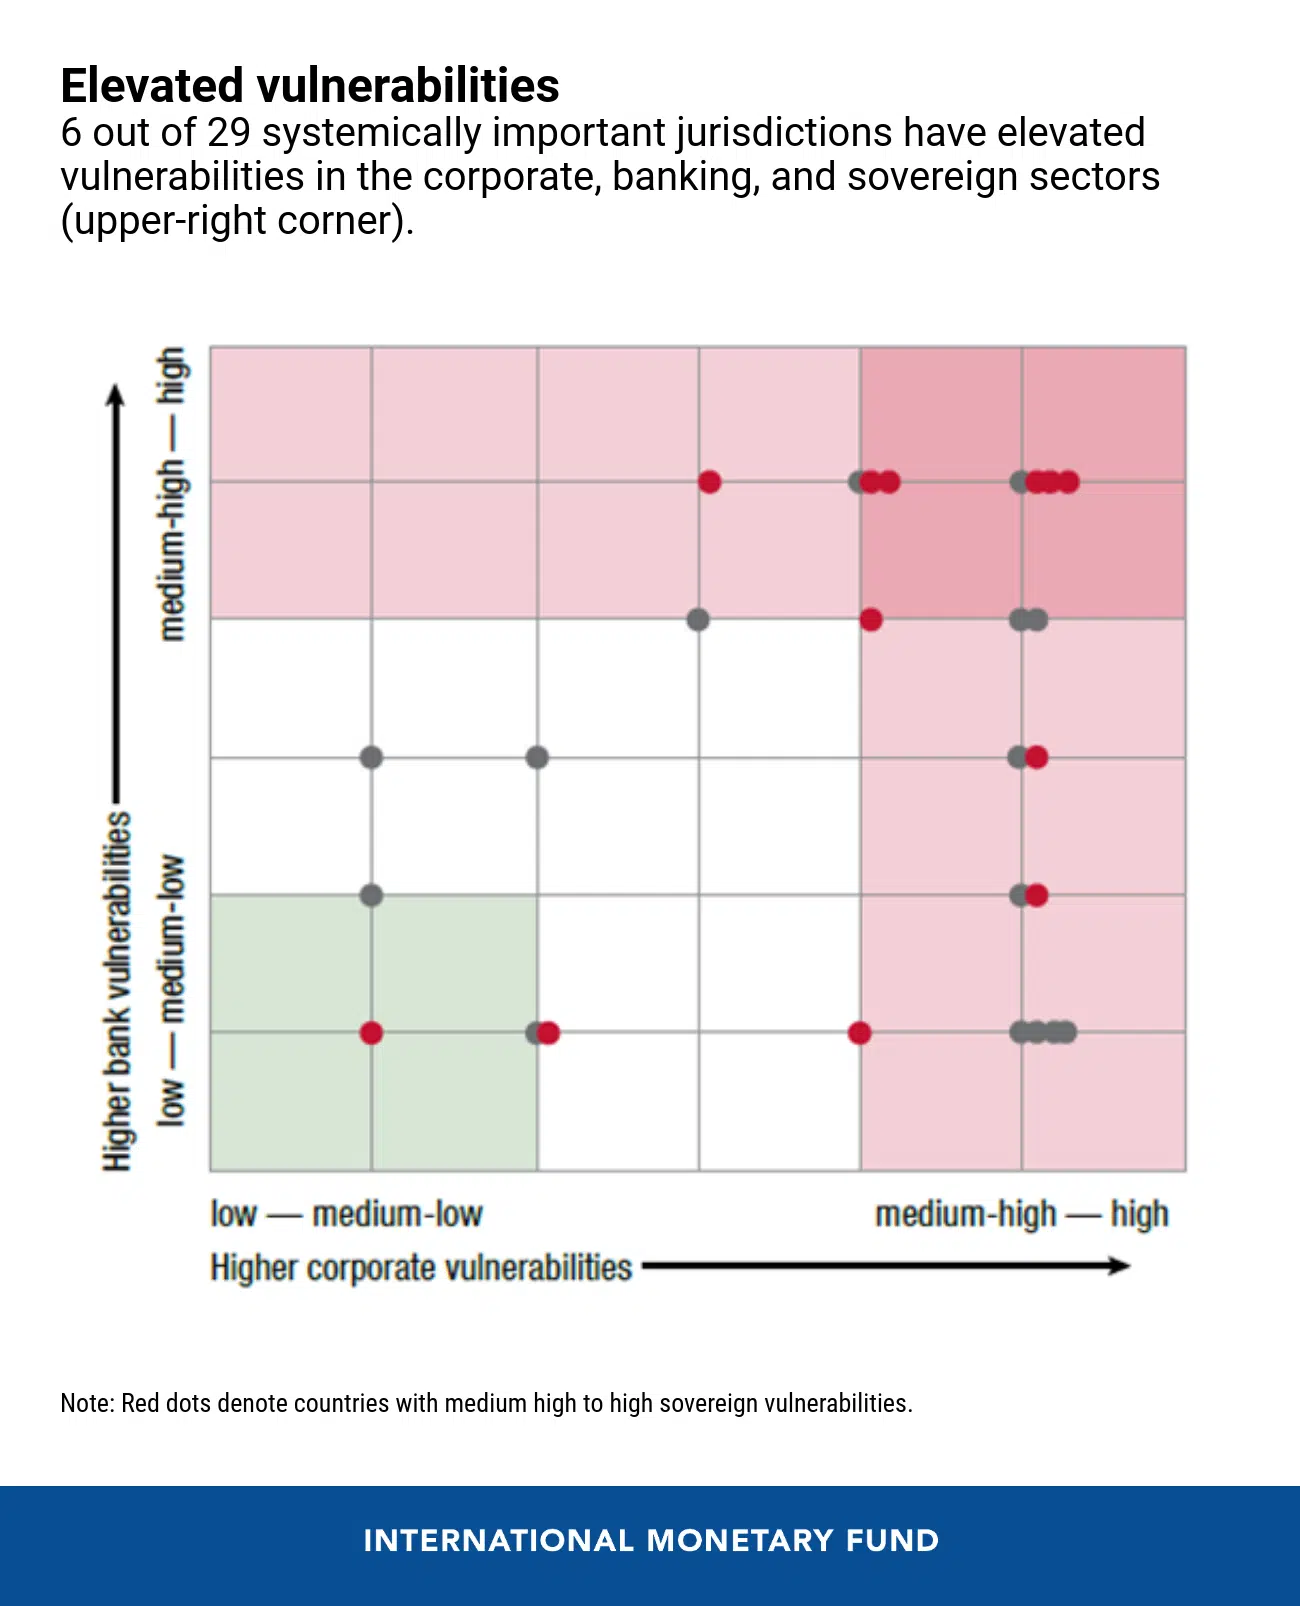 Elevated vulnerabilities
6 out of 29 systemically important jurisdictions have elevated
vulnerabilities in the corporate, banking, and sovereign sectors
(upper-right corner).
Higher bank vulnerabilities
low — medium-low
medium-high — high
low — medium-low
medium-high — high
Higher corporate vulnerabilities
Note: Red dots denote countries with medium high to high sovereign vulnerabilities.
INTERNATIONAL MONETARY FUND